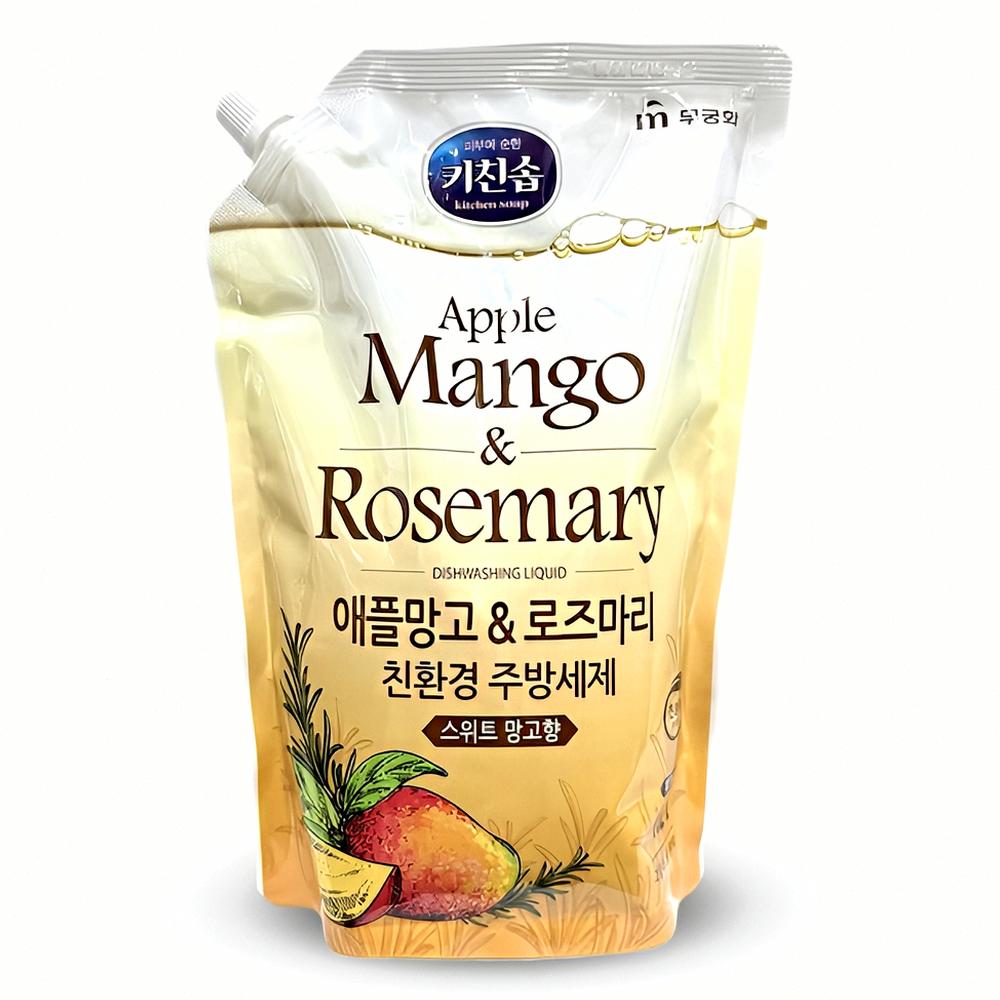 무궁화
피부에 순한
키친솝
kitchen soap
Apple
Mango
&
Rosemary
DISHWASHING LIQUID
애플망고 & 로즈마리
친환경 주방세제
스위트 망고향